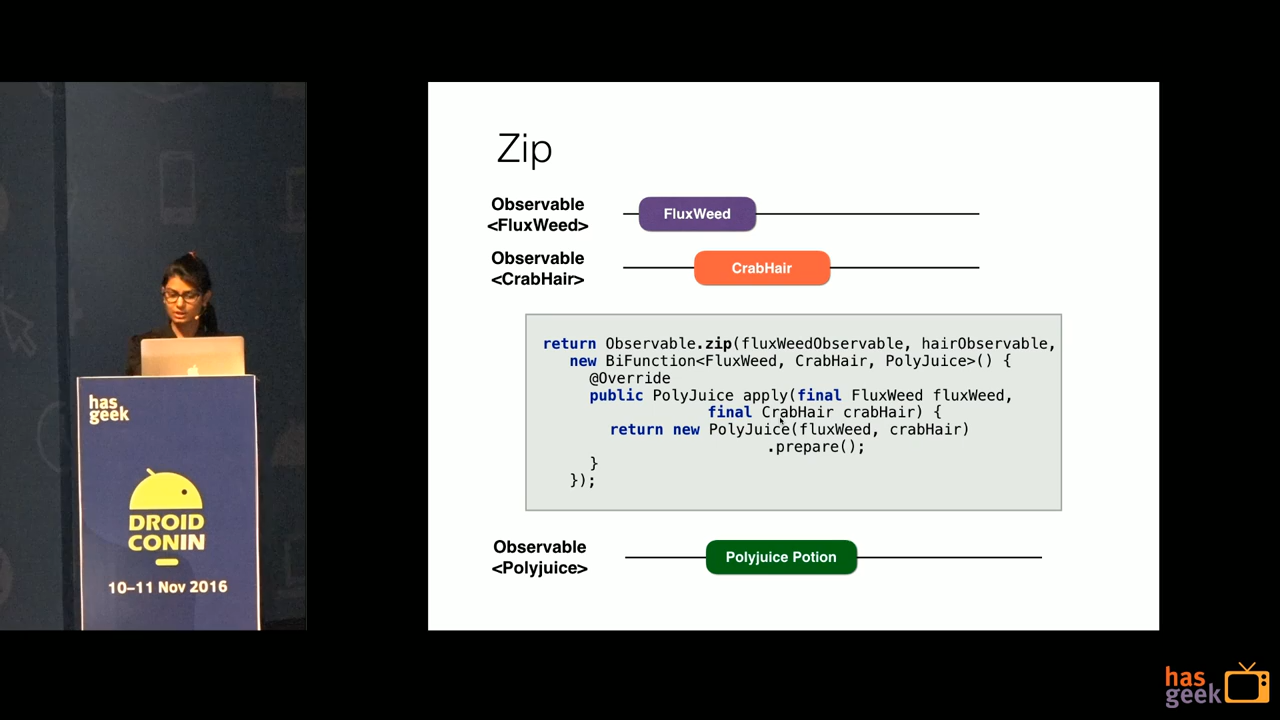 has
geek
DROID
CONIN
10–11 Nov 2016
Zip
Observable
<FluxWeed>
FluxWeed
Observable
<CrabHair>
CrabHair
return Observable.zip(fluxWeedObservable, hairObservable,
new BiFunction<FluxWeed, CrabHair, PolyJuice>() {
@Override
public PolyJuice apply(final FluxWeed fluxWeed,
final CrabHair crabHair) {
return new PolyJuice(fluxWeed, crabHair)
.prepare();
}
});
Observable
<Polyjuice>
Polyjuice Potion
has
geek